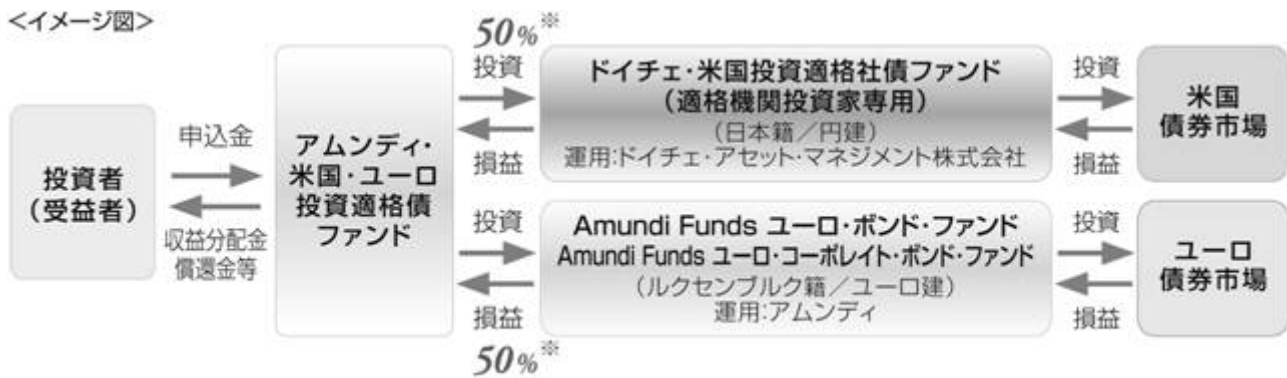 ＜イメージ図＞
投資者
（受益者）
申込金
収益分配金
償還金等
アムンディ・
米国・ユーロ
投資適格債
ファンド
50%※
投資
損益
ドイチェ・米国投資適格社債ファンド
（適格機関投資家専用）
（日本籍／円建）
運用:ドイチェ・アセット・マネジメント株式会社
投資
損益
米国
債券市場
投資
損益
50%※
Amundi Funds ユーロ・ボンド・ファンド
Amundi Funds ユーロ・コーポレイト・ボンド・ファンド
（ルクセンブルク籍／ユーロ建）
運用:アムンディ
投資
損益
ユーロ
債券市場